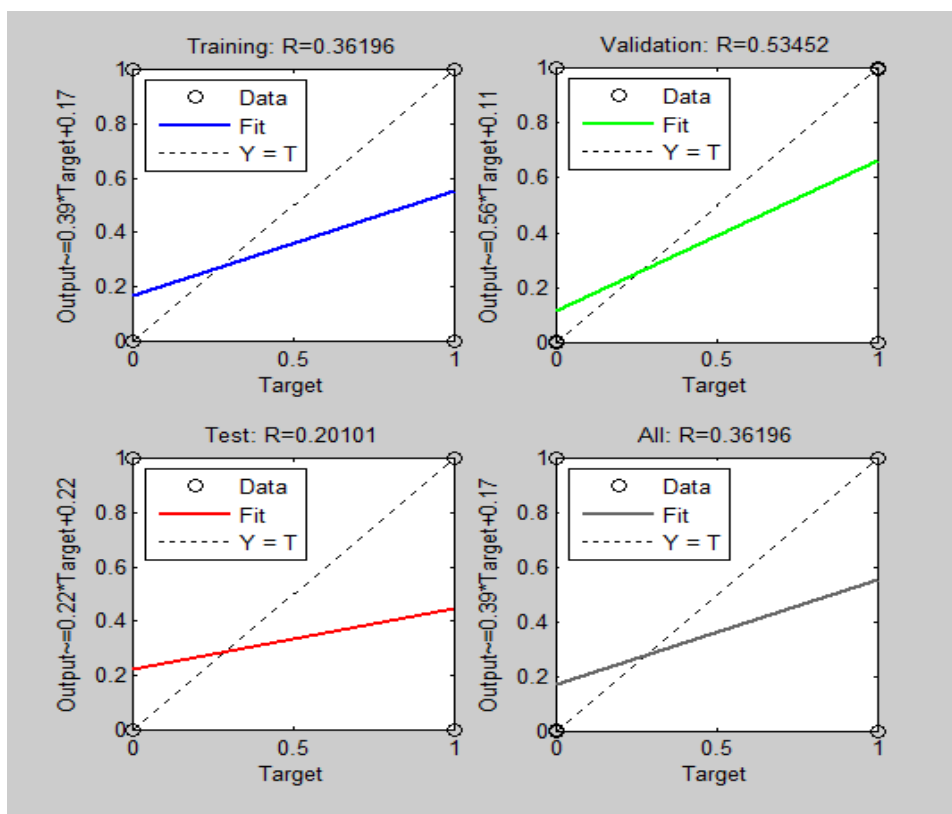 Training: R=0.36196
Output~=0.39*Target+0.17
1
0.8
0.6
0.4
0.2
0
Data
Fit
Y = T
0
0.5
1
Target
Validation: R=0.53452
Output~=0.56*Target+0.11
1
0.8
0.6
0.4
0.2
0
Data
Fit
Y = T
0
0.5
1
Target
Test: R=0.20101
Output~=0.22*Target+0.22
1
0.8
0.6
0.4
0.2
0
Data
Fit
Y = T
0
0.5
1
Target
All: R=0.36196
Output~=0.39*Target+0.17
1
0.8
0.6
0.4
0.2
0
Data
Fit
Y = T
0
0.5
1
Target